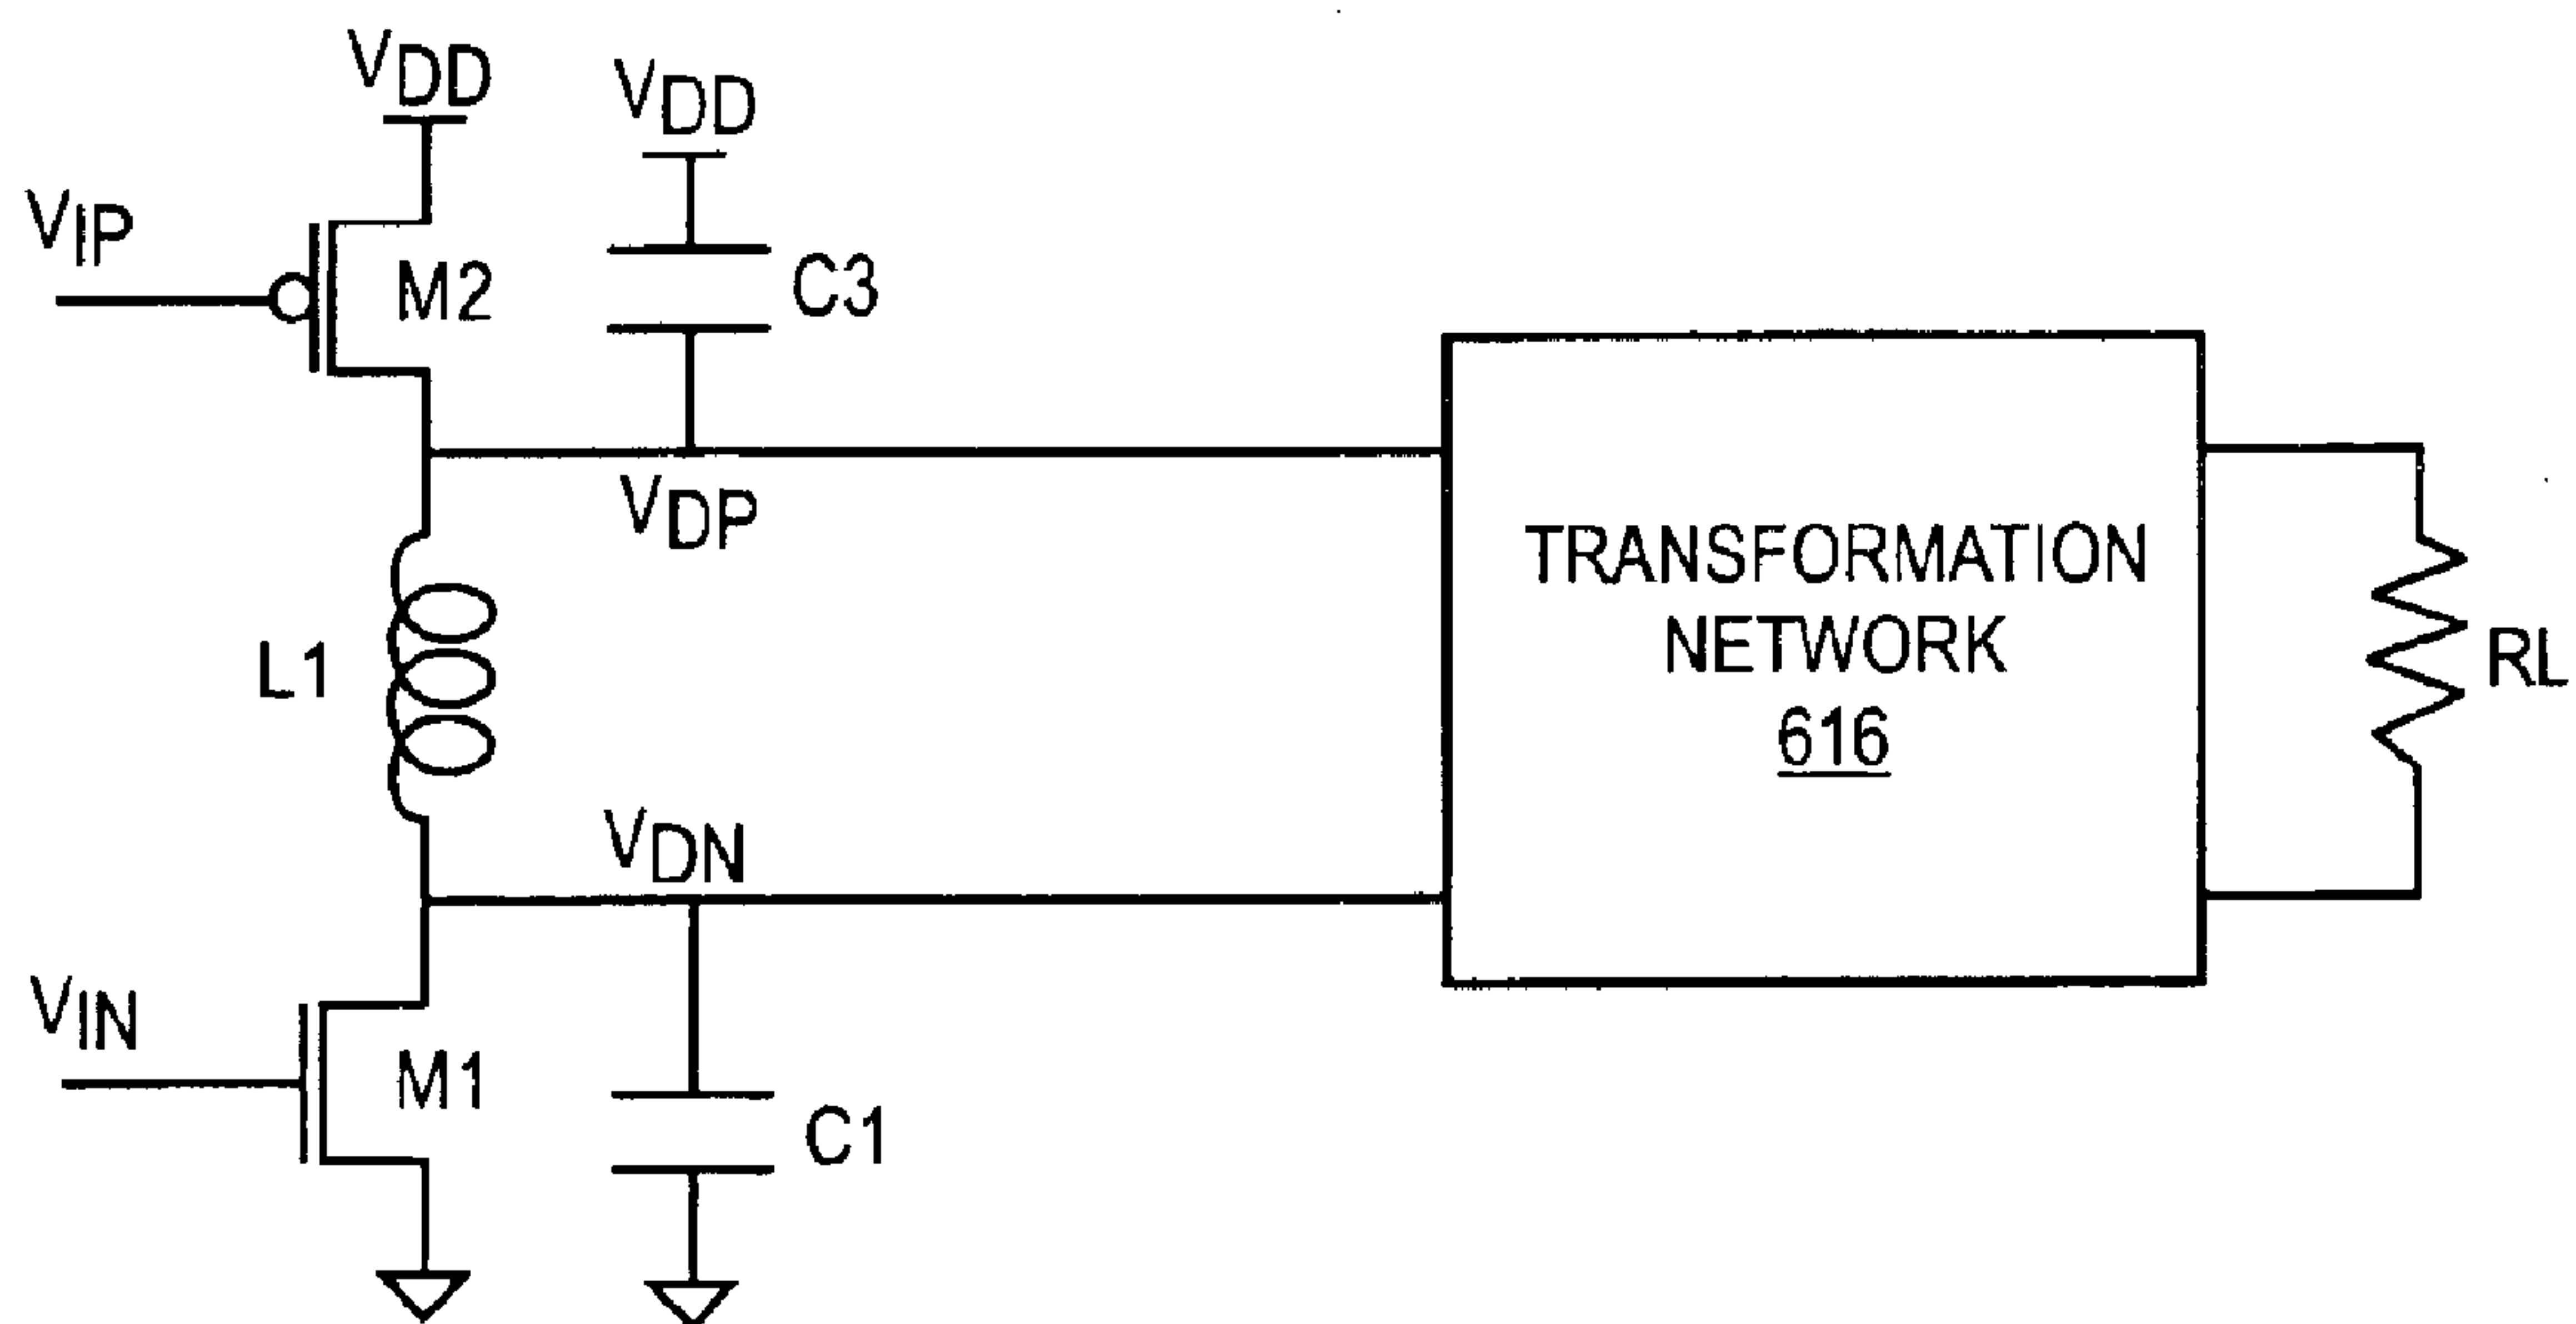 VDD
VDD
VIP
M2
C3
VDP
TRANSFORMATION
NETWORK
616
L1
RL
VDN
VIN
M1
C1